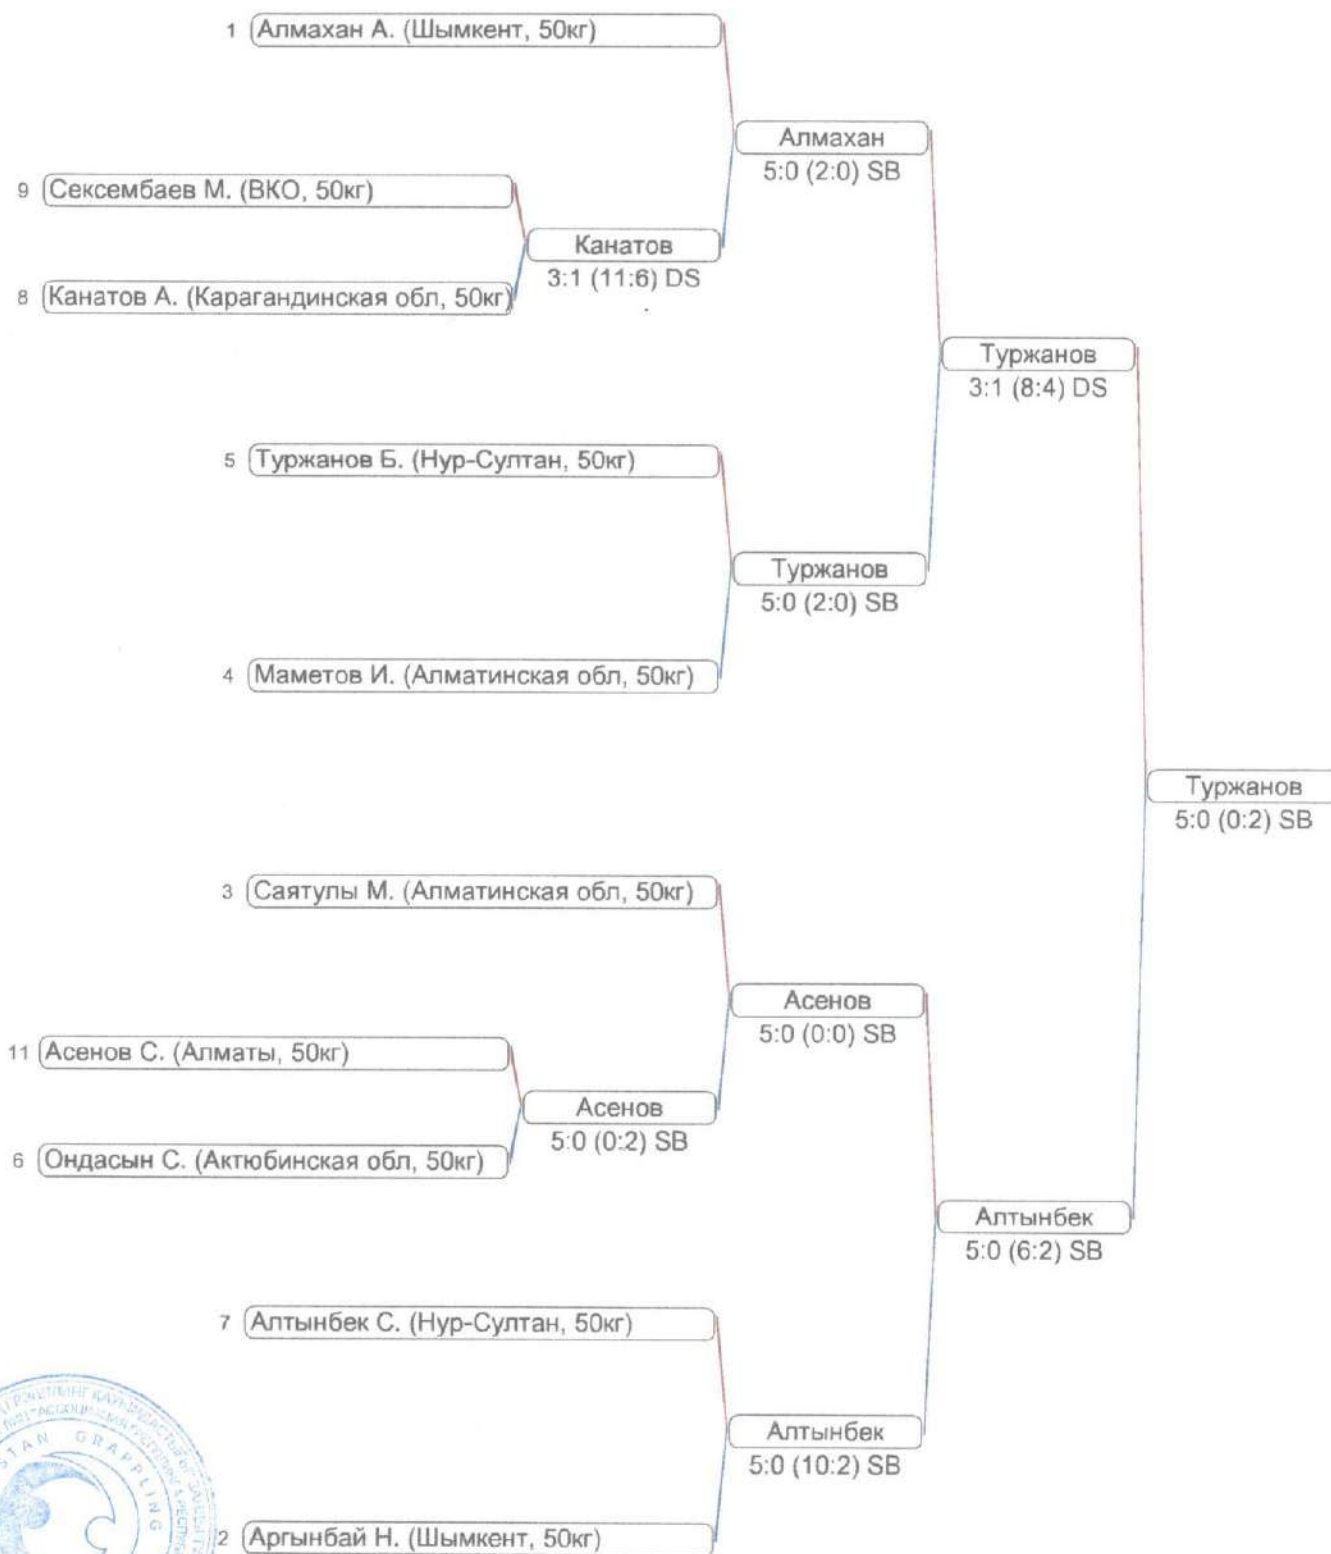 1 Алмахан А. (Шымкент, 50кг)
Алмахан
5:0 (2:0) SB
9 Сексембаев М. (ВКО, 50кг)
Канатов
3:1 (11:6) DS
8 Канатов А. (Карагандинская обл, 50кг)
Туржанов
3:1 (8:4) DS
5 Туржанов Б. (Нур-Султан, 50кг)
Туржанов
5:0 (2:0) SB
4 Маметов И. (Алматинская обл, 50кг)
Туржанов
5:0 (0:2) SB
3 Саятулы М. (Алматинская обл, 50кг)
Асенов
5:0 (0:0) SB
11 Асенов С. (Алматы, 50кг)
Асенов
5:0 (0:2) SB
6 Ондасын С. (Актюбинская обл, 50кг)
Алтынбек
5:0 (6:2) SB
7 Алтынбек С. (Нур-Султан, 50кг)
Алтынбек
5:0 (10:2) SB
2 Аргынбай Н. (Шымкент, 50кг)
GRAPPLING